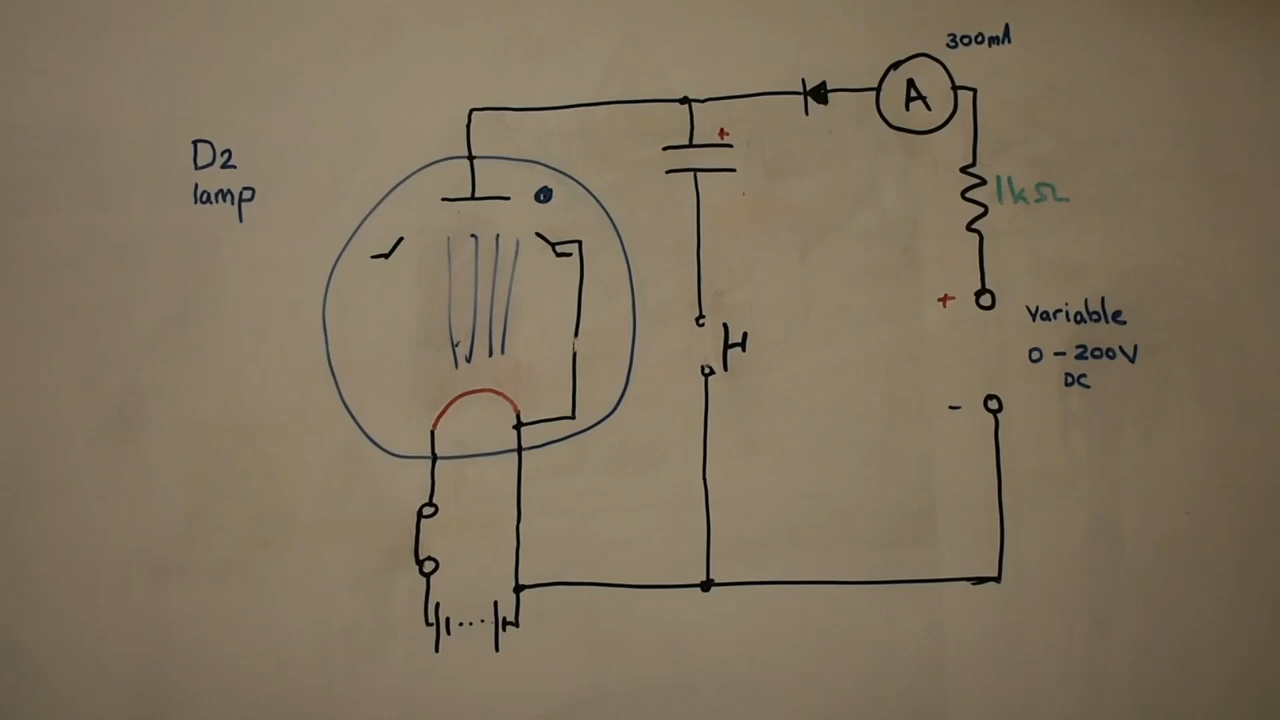 300mA
D2
lamp
A
+
1kΩ
+
Variable
0 - 200V
DC
-